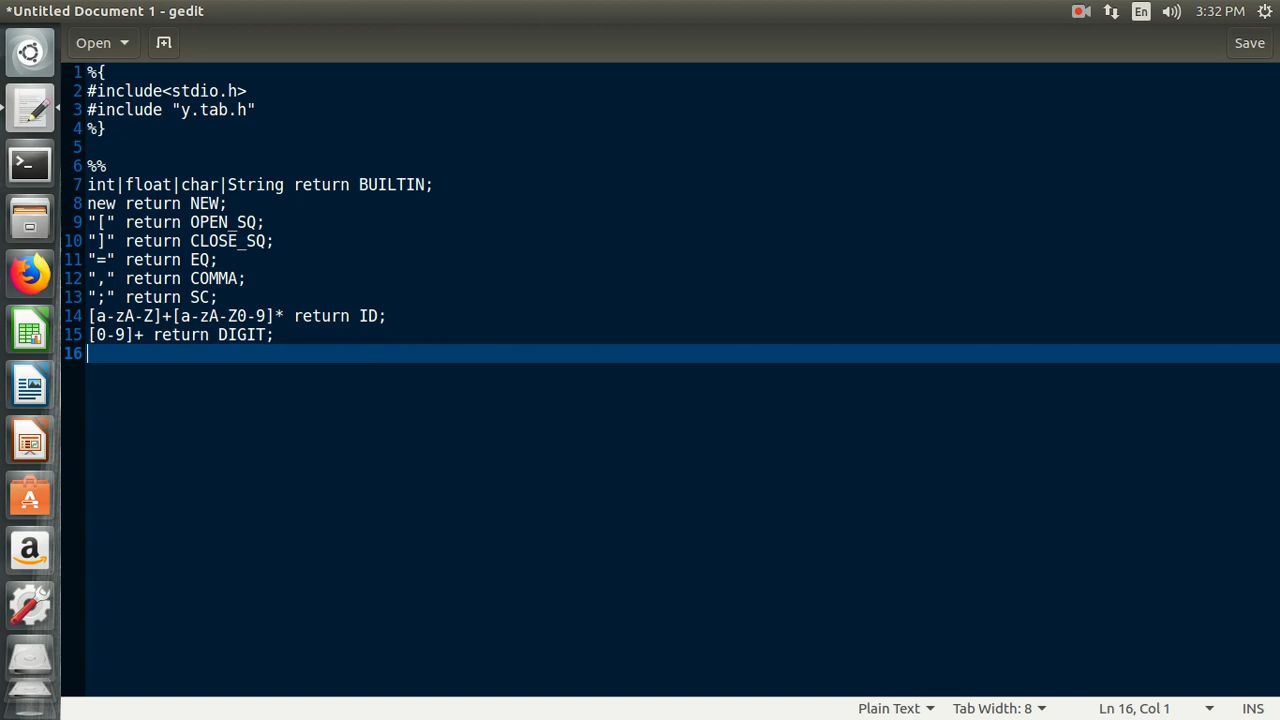 *Untitled Document 1 - gedit
En
3:32 PM
Open
Save
1 %{
2 #include<stdio.h>
3 #include "y.tab.h"
4 %}
5
6 %%
7 int|float|char|String return BUILTIN;
8 new return NEW;
9 "[" return OPEN_SQ;
10 "]" return CLOSE_SQ;
11 "=" return EQ;
12 "," return COMMA;
13 ";" return SC;
14 [a-zA-Z]+[a-zA-Z0-9]* return ID;
15 [0-9]+ return DIGIT;
16
Plain Text
Tab Width: 8
Ln 16, Col 1
INS